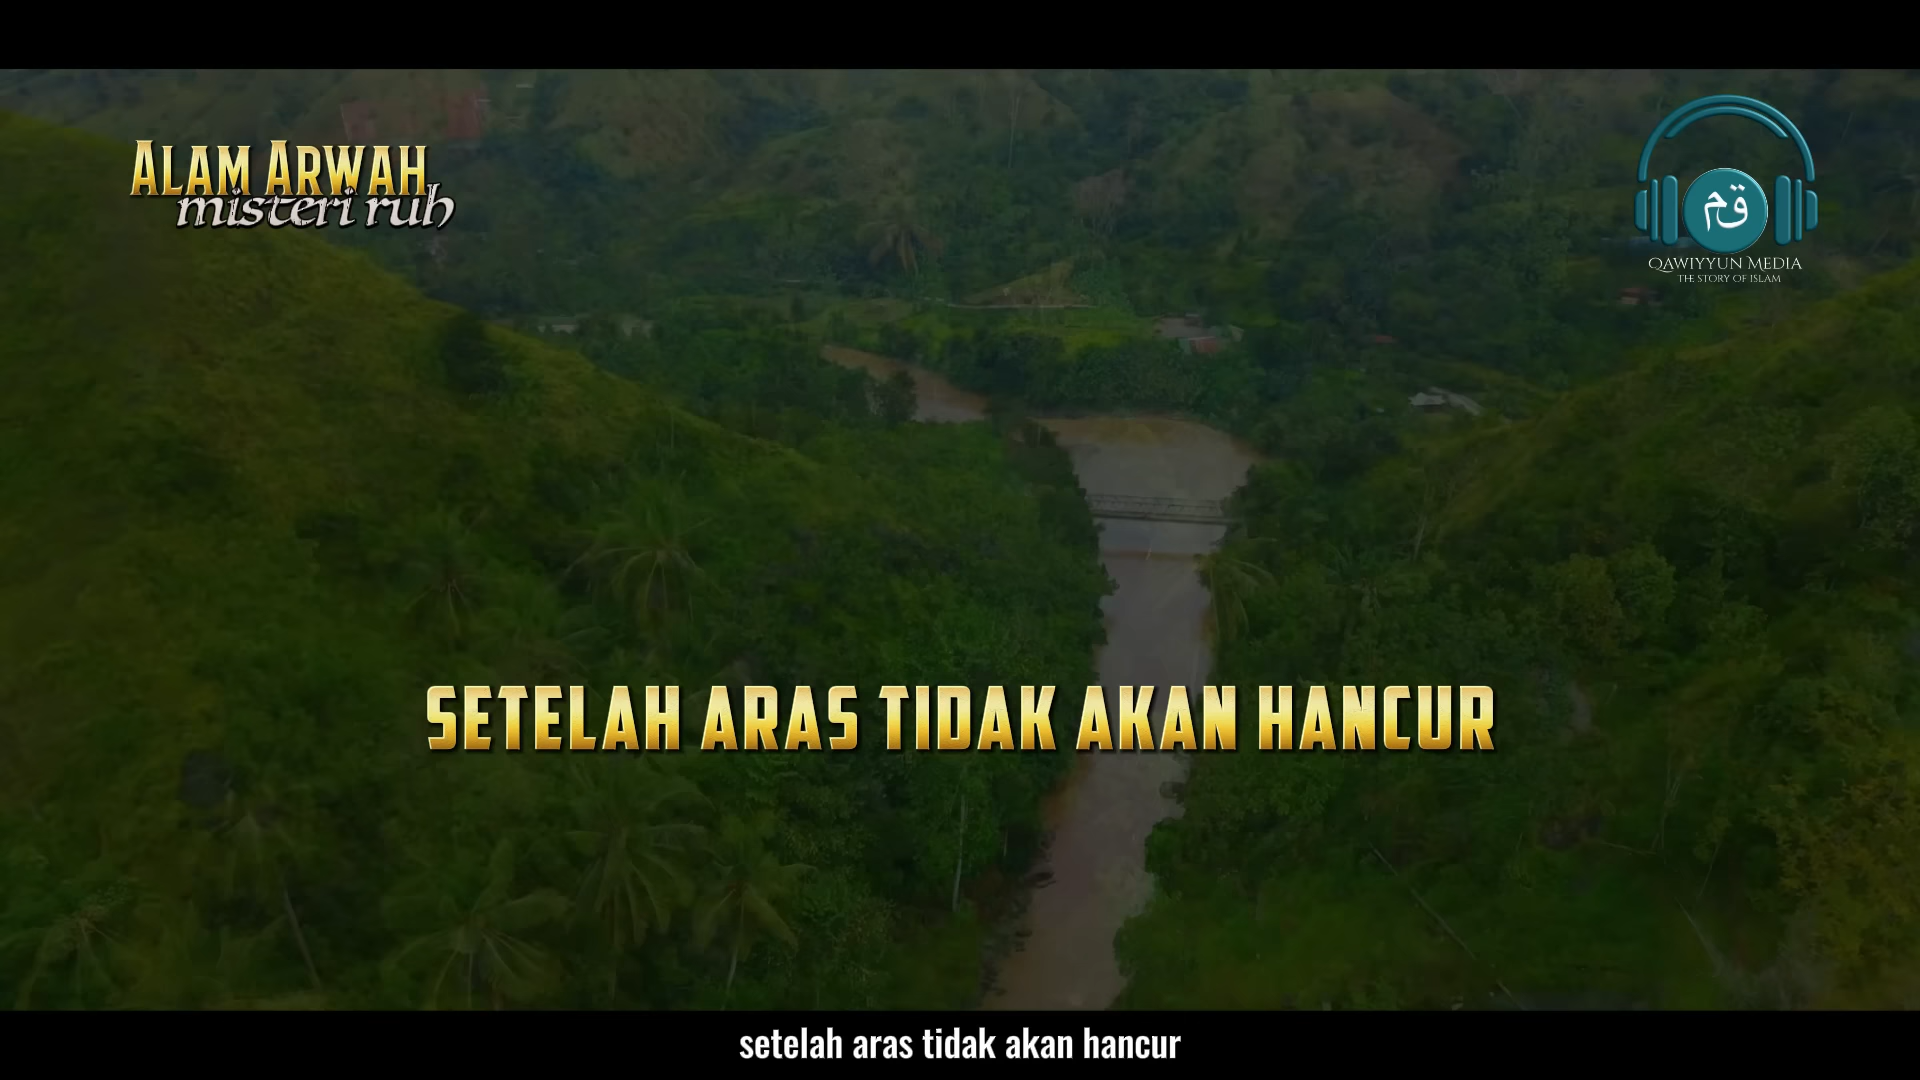 ALAM ARWAH
misteri ruh
قم
QAWIYYUN MEDIA
THE STORY OF ISLAM
SETELAH ARAS TIDAK AKAN HANCUR
setelah aras tidak akan hancur